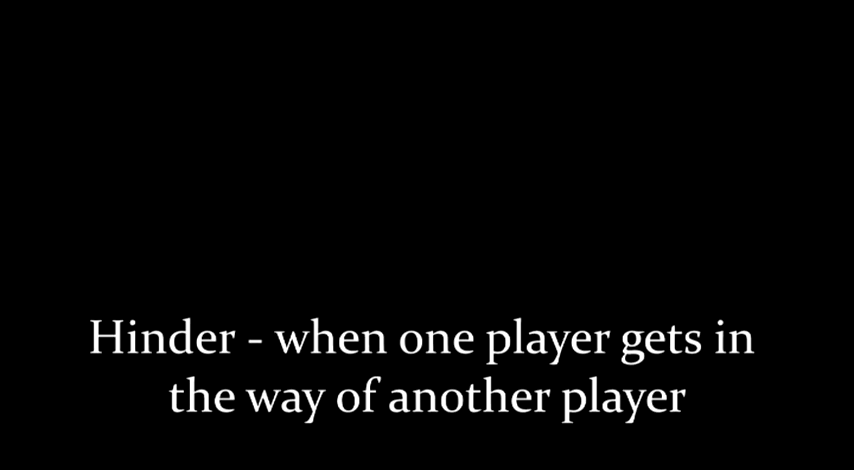 Hinder - when one player gets in
the way of another player